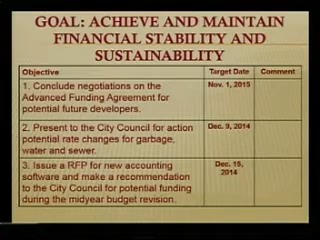 GOAL: ACHIEVE AND MAINTAIN
FINANCIAL STABILITY AND
SUSTAINABILITY
Objective
Target Date
Comment
1. Conclude negotiations on the
Advanced Funding Agreement for
potential future developers.
Nov. 1, 2015
2. Present to the City Council for action
potential rate changes for garbage,
water and sewer.
Dec. 9, 2014
3. Issue a RFP for new accounting
software and make a recommendation
to the City Council for potential funding
during the midyear budget revision.
Dec. 15,
2014